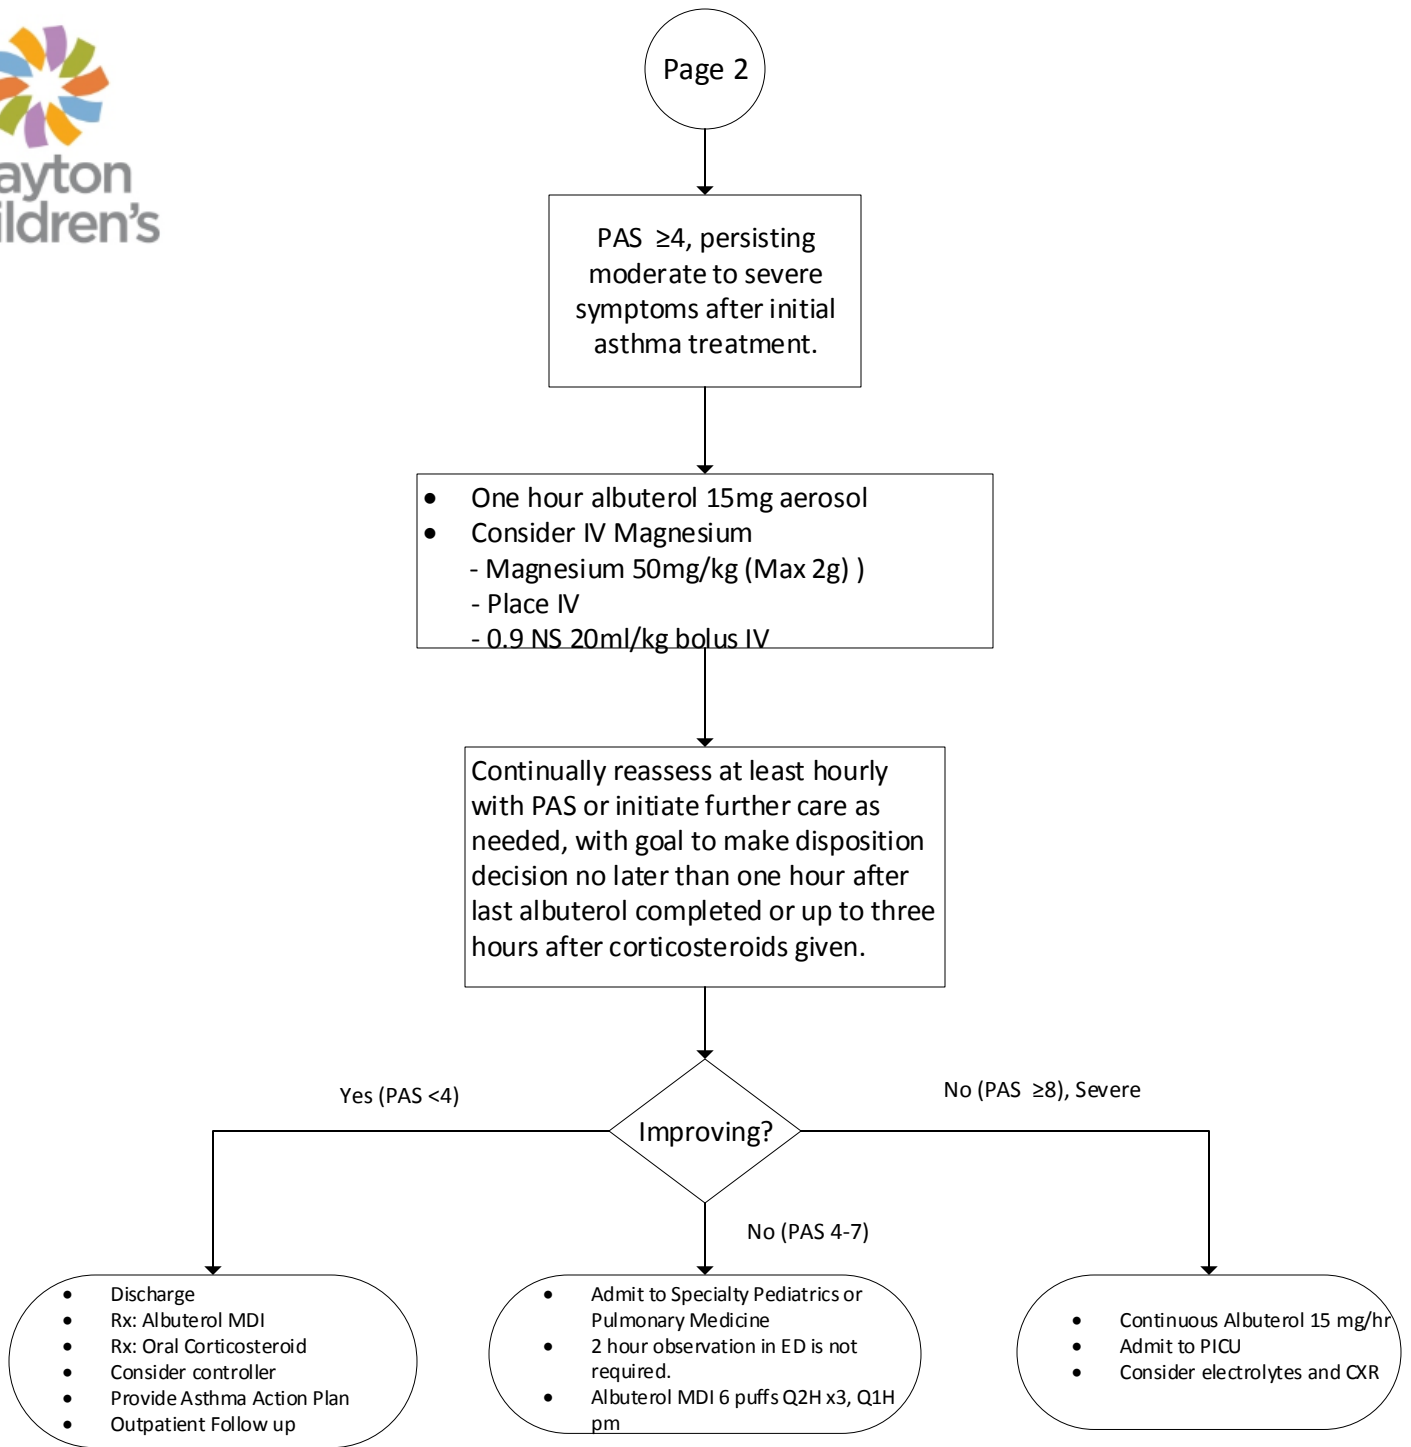 ayton
ildren's
Page 2
PAS ≥4, persisting
moderate to severe
symptoms after initial
asthma treatment.
• One hour albuterol 15mg aerosol
• Consider IV Magnesium
- Magnesium 50mg/kg (Max 2g) )
- Place IV
- 0.9 NS 20ml/kg bolus IV
Continually reassess at least hourly
with PAS or initiate further care as
needed, with goal to make disposition
decision no later than one hour after
last albuterol completed or up to three
hours after corticosteroids given.
Improving?
Yes (PAS <4)
No (PAS ≥8), Severe
No (PAS 4-7)
• Discharge
• Rx: Albuterol MDI
• Rx: Oral Corticosteroid
• Consider controller
• Provide Asthma Action Plan
• Outpatient Follow up
• Admit to Specialty Pediatrics or
Pulmonary Medicine
• 2 hour observation in ED is not
required.
• Albuterol MDI 6 puffs Q2H x3, Q1H
prn
• Continuous Albuterol 15 mg/hr
• Admit to PICU
• Consider electrolytes and CXR